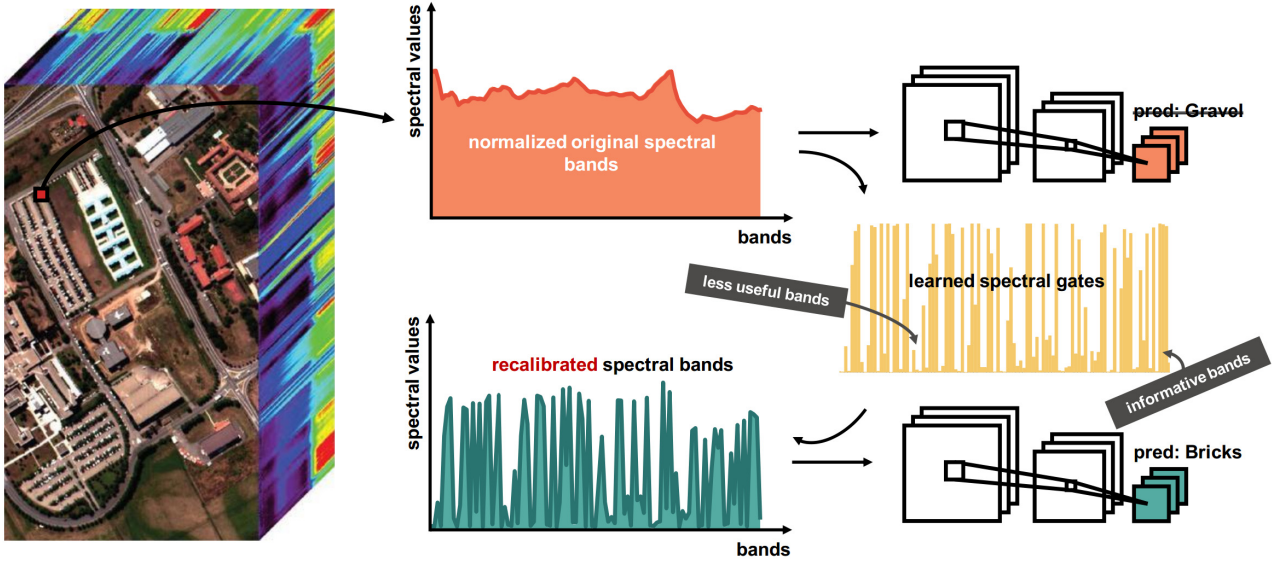 spectral values
normalized original spectral
bands
bands
pred: Gravel
learned spectral gates
less useful bands
informative bands
spectral values
recalibrated spectral bands
bands
pred: Bricks